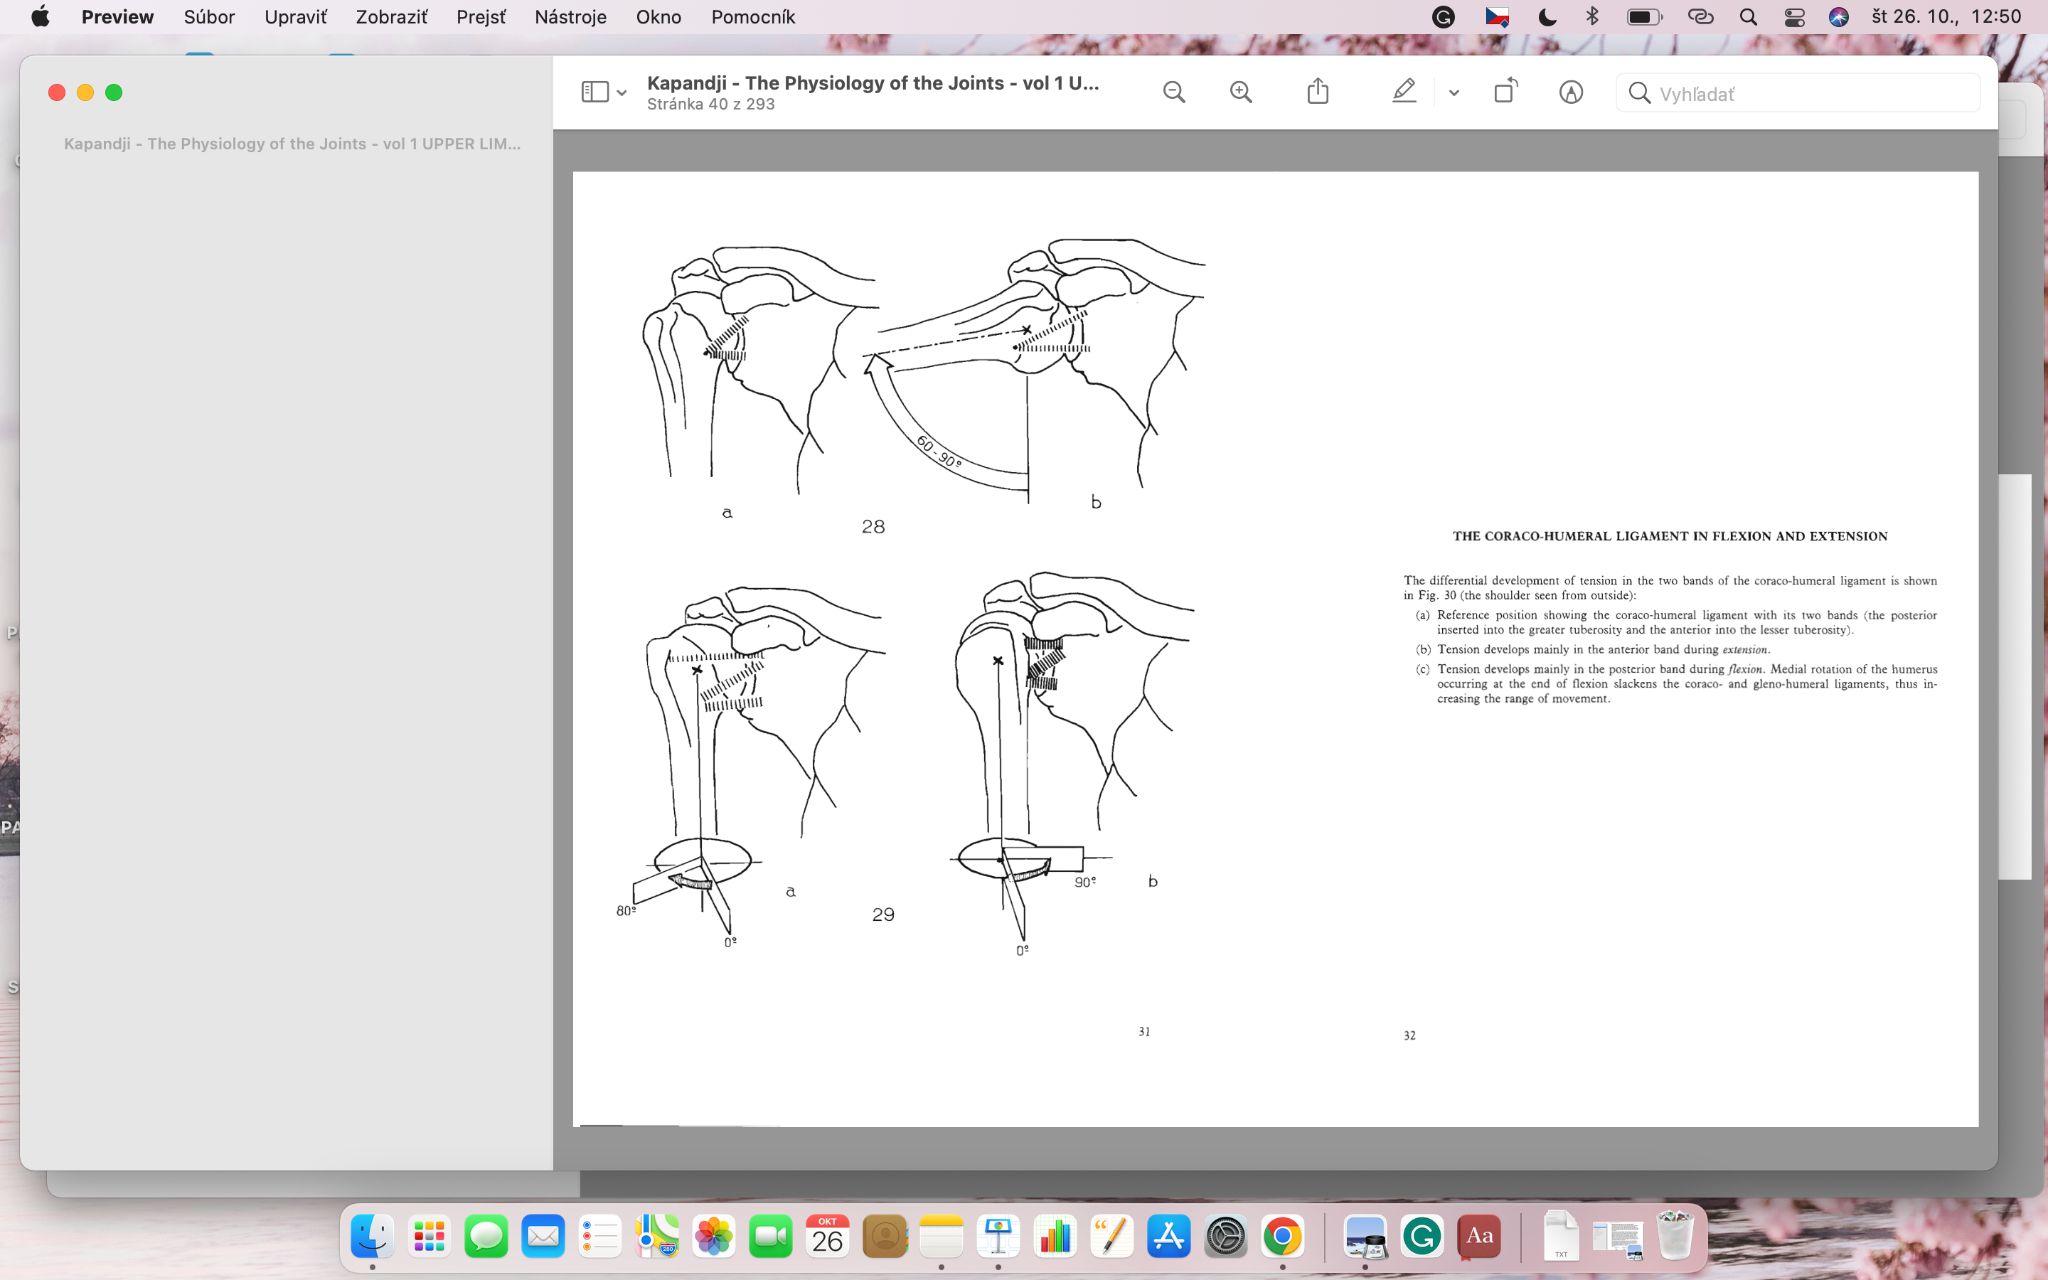 Preview Súbor Upraviť Zobraziť Prejsť Nástroje Okno Pomocník
št 26. 10., 12:50
Kapandji - The Physiology of the Joints - vol 1 UPPER LIM...
Kapandji - The Physiology of the Joints - vol 1 U...
Stránka 40 z 293
Vyhľadať
60-90º
a
b
28
80º
0º
a
29
90º
0º
b
31
THE CORACO-HUMERAL LIGAMENT IN FLEXION AND EXTENSION
The differential development of tension in the two bands of the coraco-humeral ligament is shown
in Fig. 30 (the shoulder seen from outside):
(a) Reference position showing the coraco-humeral ligament with its two bands (the posterior
inserted into the greater tuberosity and the anterior into the lesser tuberosity).
(b) Tension develops mainly in the anterior band during extension.
(c) Tension develops mainly in the posterior band during flexion. Medial rotation of the humerus
occurring at the end of flexion slackens the coraco- and gleno-humeral ligaments, thus in-
creasing the range of movement.
32
OKT
26
280
Aa
TXT